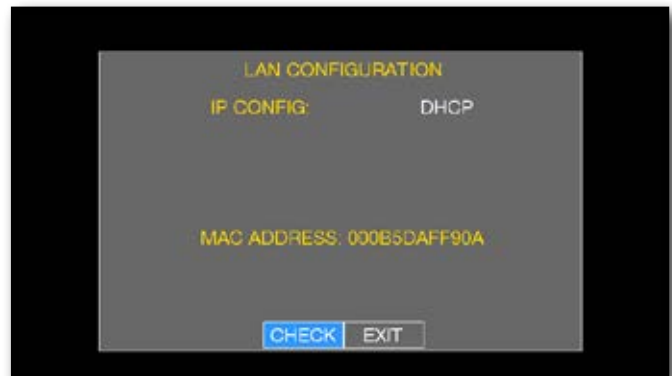 LAN CONFIGURATION
IP CONFIG: DHCP
MAC ADDRESS: 000B5DAFF90A
CHECK EXIT